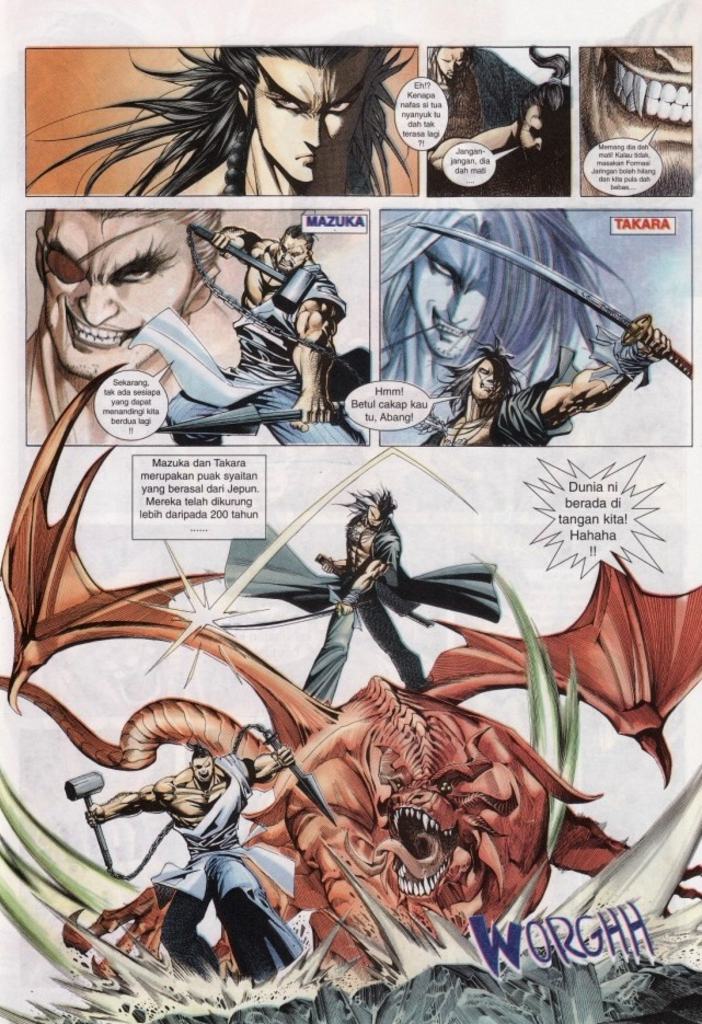 Eh!?
Kenapa
nafas si tua
nyanyuk tu
dah tak
terasa lagi
?!
Jangan-
jangan, dia
dah mati
....
Memang dia dah
mati! Kalau tidak,
masakan Formasi
Jaringan boleh hilang
dan kita pula dah
bebas....
MAZUKA
Sekarang,
tak ada sesiapa
yang dapat
menandingi kita
berdua lagi
!!
TAKARA
Hmm!
Betul cakap kau
tu, Abang!
Mazuka dan Takara
merupakan puak syaitan
yang berasal dari Jepun.
Mereka telah dikurung
lebih daripada 200 tahun
......
Dunia ni
berada di
tangan kita!
Hahaha
!!
WORGHH